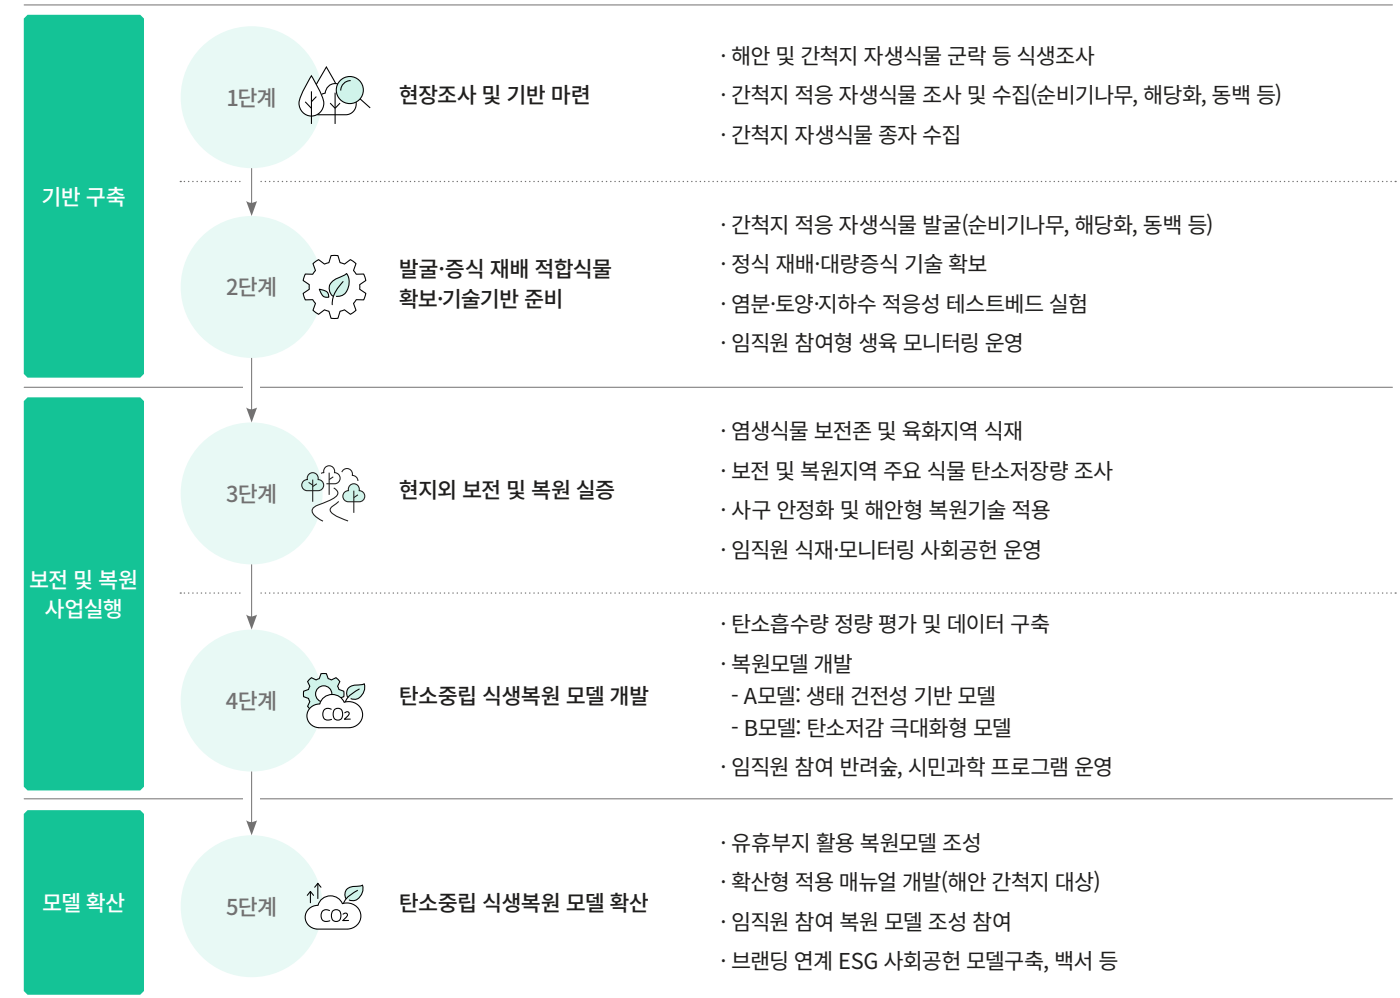 기반 구축
1단계
현장조사 및 기반 마련
· 해안 및 간척지 자생식물 군락 등 식생조사
· 간척지 적응 자생식물 조사 및 수집(순비기나무, 해당화, 동백 등)
· 간척지 자생식물 종자 수집
2단계
발굴·증식 재배 적합식물
확보·기술기반 준비
· 간척지 적응 자생식물 발굴(순비기나무, 해당화, 동백 등)
· 정식 재배·대량증식 기술 확보
· 염분·토양·지하수 적응성 테스트베드 실험
· 임직원 참여형 생육 모니터링 운영
보전 및 복원
사업실행
3단계
현지외 보전 및 복원 실증
· 염생식물 보전존 및 육화지역 식재
· 보전 및 복원지역 주요 식물 탄소저장량 조사
· 사구 안정화 및 해안형 복원기술 적용
· 임직원 식재·모니터링 사회공헌 운영
4단계
CO2
탄소중립 식생복원 모델 개발
· 탄소흡수량 정량 평가 및 데이터 구축
· 복원모델 개발
- A모델: 생태 건전성 기반 모델
- B모델: 탄소저감 극대화형 모델
· 임직원 참여 반려숲, 시민과학 프로그램 운영
모델 확산
5단계
CO2
탄소중립 식생복원 모델 확산
· 유휴부지 활용 복원모델 조성
· 확산형 적용 매뉴얼 개발(해안 간척지 대상)
· 임직원 참여 복원 모델 조성 참여
· 브랜딩 연계 ESG 사회공헌 모델구축, 백서 등